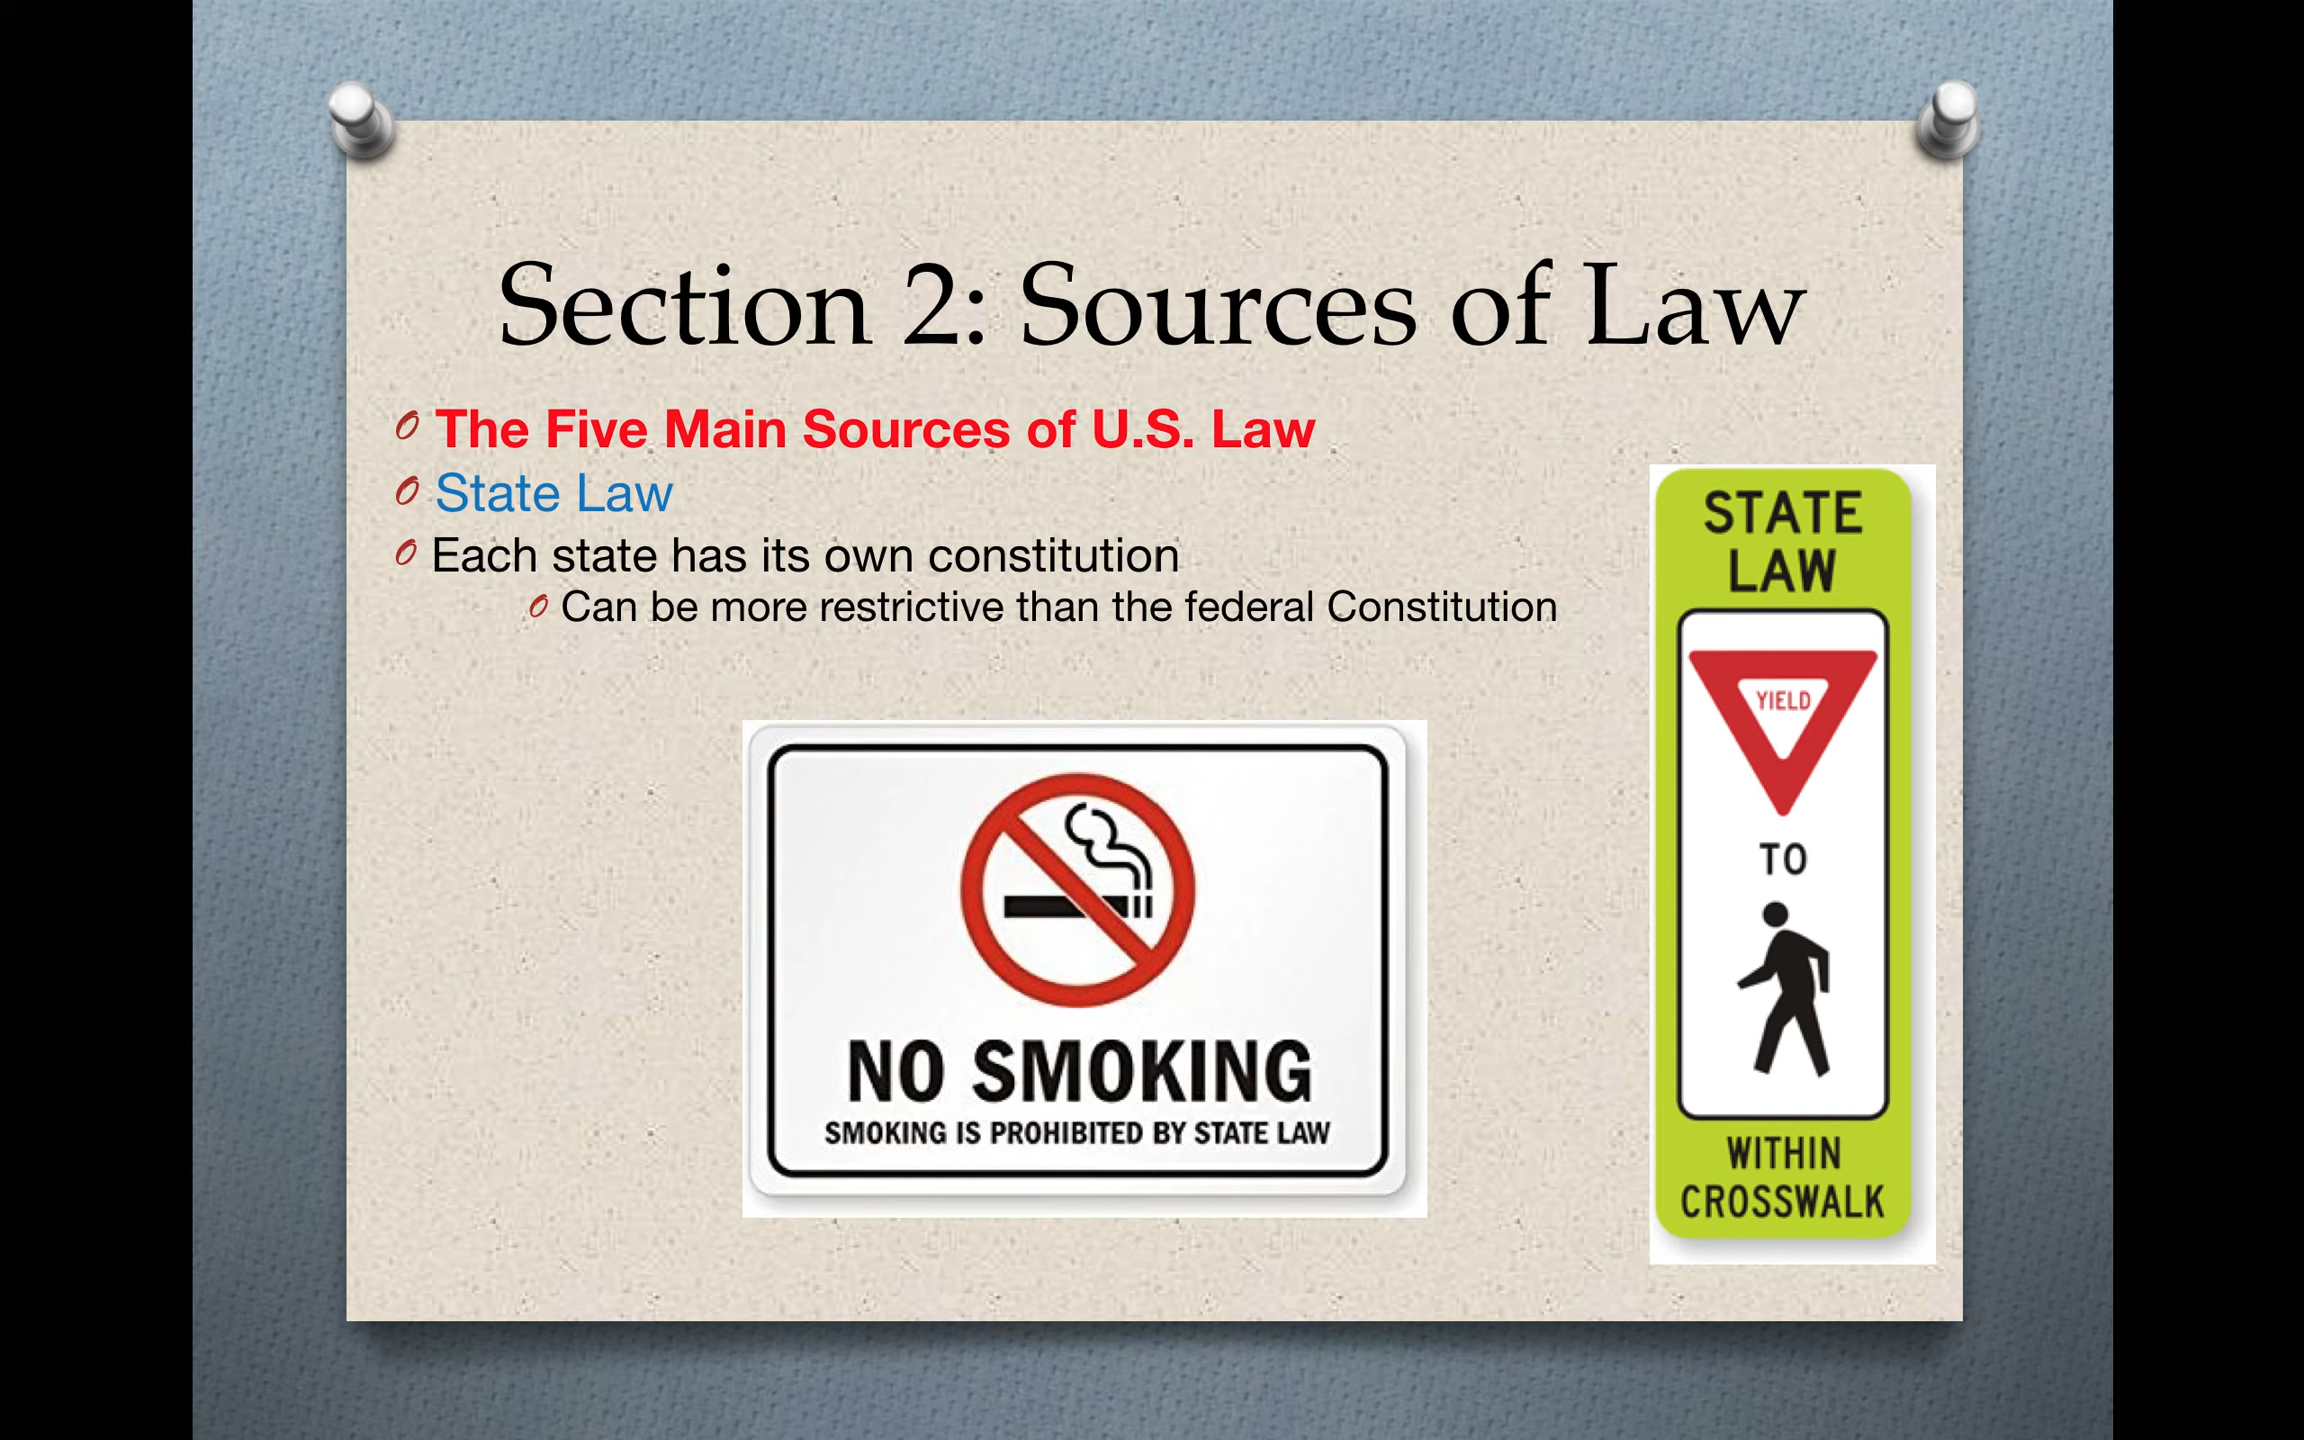 Section 2: Sources of Law
The Five Main Sources of U.S. Law
State Law
Each state has its own constitution
Can be more restrictive than the federal Constitution
NO SMOKING
SMOKING IS PROHIBITED BY STATE LAW
STATE
LAW
YIELD
TO
WITHIN
CROSSWALK